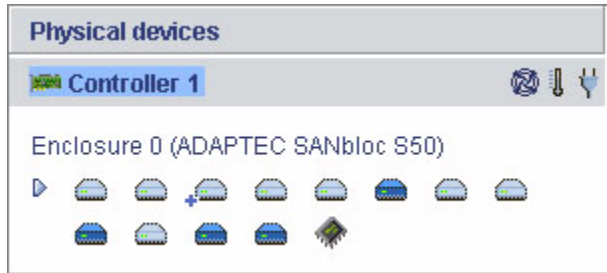 Physical devices
Controller 1
Enclosure 0 (ADAPTEC SANbloc S50)